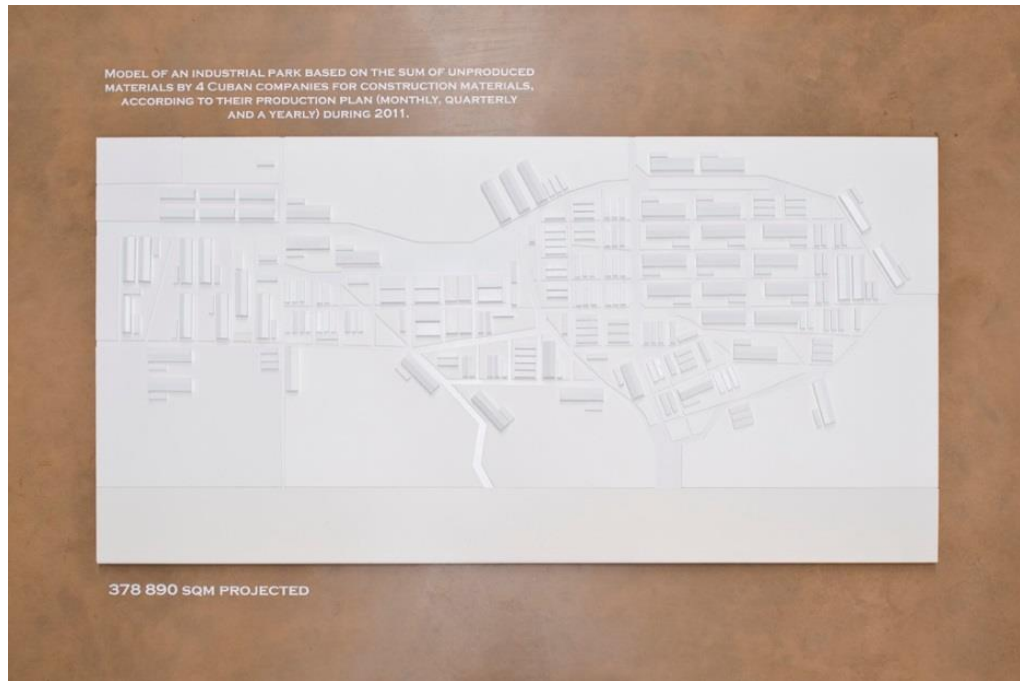 MODEL OF AN INDUSTRIAL PARK BASED ON THE SUM OF UNPRODUCED
MATERIALS BY 4 CUBAN COMPANIES FOR CONSTRUCTION MATERIALS,
ACCORDING TO THEIR PRODUCTION PLAN (MONTHLY, QUARTERLY
AND A YEARLY) DURING 2011.
378 890 SQM PROJECTED